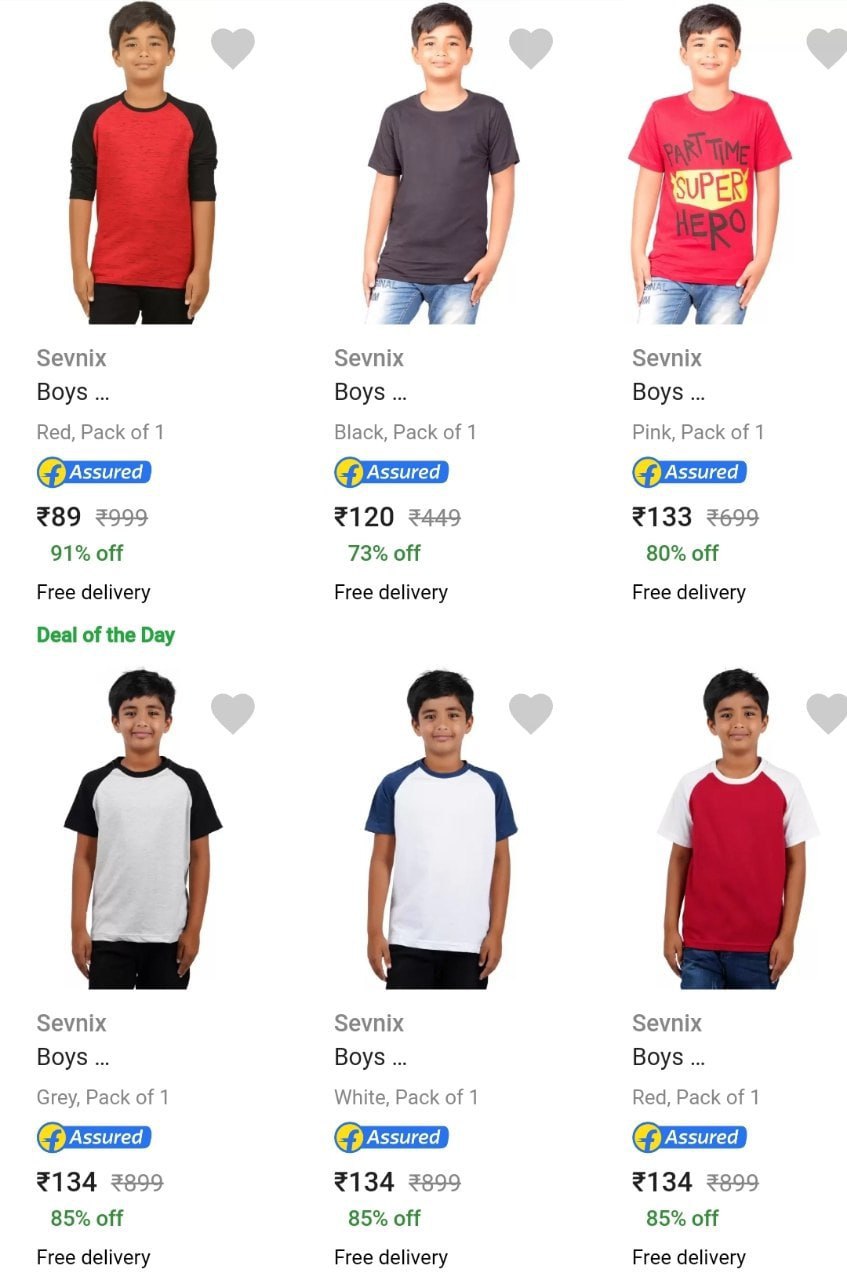 PART TIME
SUPER
HERO
Sevnix
Boys ...
Red, Pack of 1
f Assured
₹89 ₹999
91% off
Free delivery
Deal of the Day
Sevnix
Boys ...
Black, Pack of 1
f Assured
₹120 ₹449
73% off
Free delivery
Sevnix
Boys ...
Pink, Pack of 1
f Assured
₹133 ₹699
80% off
Free delivery
Sevnix
Boys ...
Grey, Pack of 1
f Assured
₹134 ₹899
85% off
Free delivery
Sevnix
Boys ...
White, Pack of 1
f Assured
₹134 ₹899
85% off
Free delivery
Sevnix
Boys ...
Red, Pack of 1
f Assured
₹134 ₹899
85% off
Free delivery